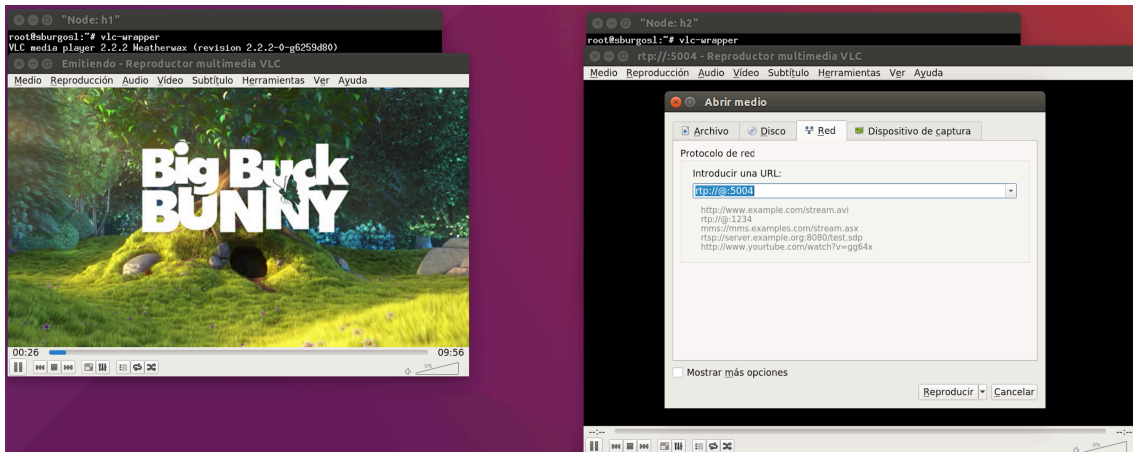 "Node: h1"
root@sburgosl:~# vlc-wrapper
VLC media player 2.2.2 Weatherwax (revision 2.2.2-0-g6259d80)
Emitiendo - Reproductor multimedia VLC
Medio Reproducción Audio Vídeo Subtítulo Herramientas Ver Ayuda
Big Buck
BUNNY
00:26 09:56
0%
"Node: h2"
root@sburgosl:~# vlc-wrapper
rtp://:5004 - Reproductor multimedia VLC
Medio Reproducción Audio Vídeo Subtítulo Herramientas Ver Ayuda
Abrir medio
Archivo Disco Red Dispositivo de captura
Protocolo de red
Introducir una URL:
rtp://@:5004
http://www.example.com/stream.avi
rtp://@:1234
mms://mms.examples.com/stream.asx
rtsp://server.example.org:8080/test.sdp
http://www.youtube.com/watch?v=gg64x
Mostrar más opciones
Reproducir Cancelar
--:-- --:--
0%